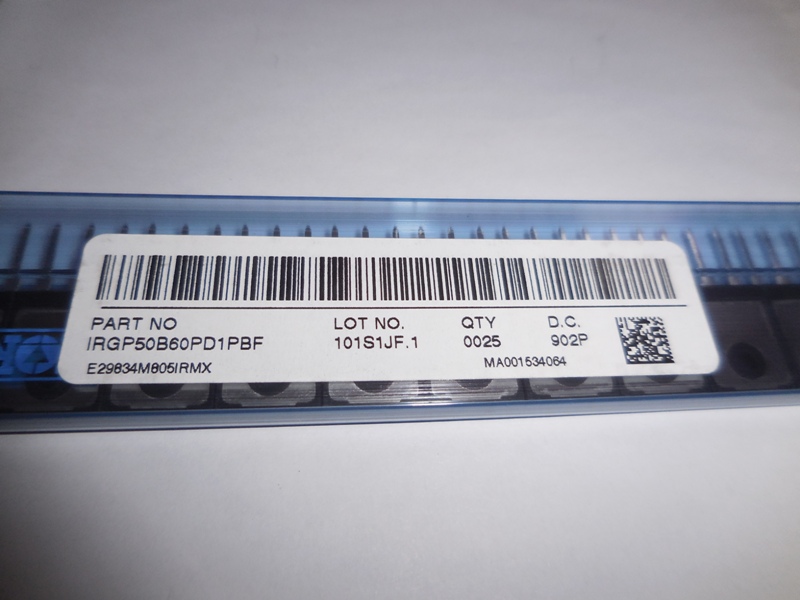 PART NO LOT NO. QTY D.C.
IRGP50B60PD1PBF 101S1JF.1 0025 902P
E29834M805IRMX MA001534064